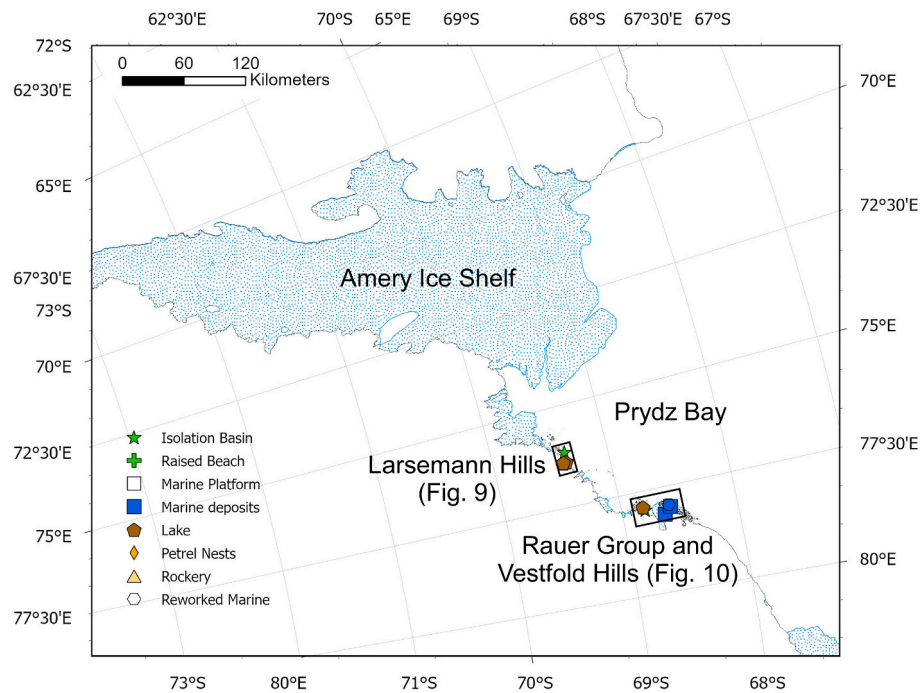 62°30'E 70°S 65°E 69°S 68°S 67°30'E 67°S
72°S
62°30'E
65°E
67°30'E
73°S
70°E
72°30'E
75°E
77°30'E
0 60 120
Kilometers
70°E
72°30'E
75°E
77°30'E
80°E
Amery Ice Shelf
Prydz Bay
Larsemann Hills
(Fig. 9)
Rauer Group and
Vestfold Hills (Fig. 10)
Isolation Basin
Raised Beach
Marine Platform
Marine deposits
Lake
Petrel Nests
Rockery
Reworked Marine
73°S 80°E 71°S 70°S 69°S 68°S